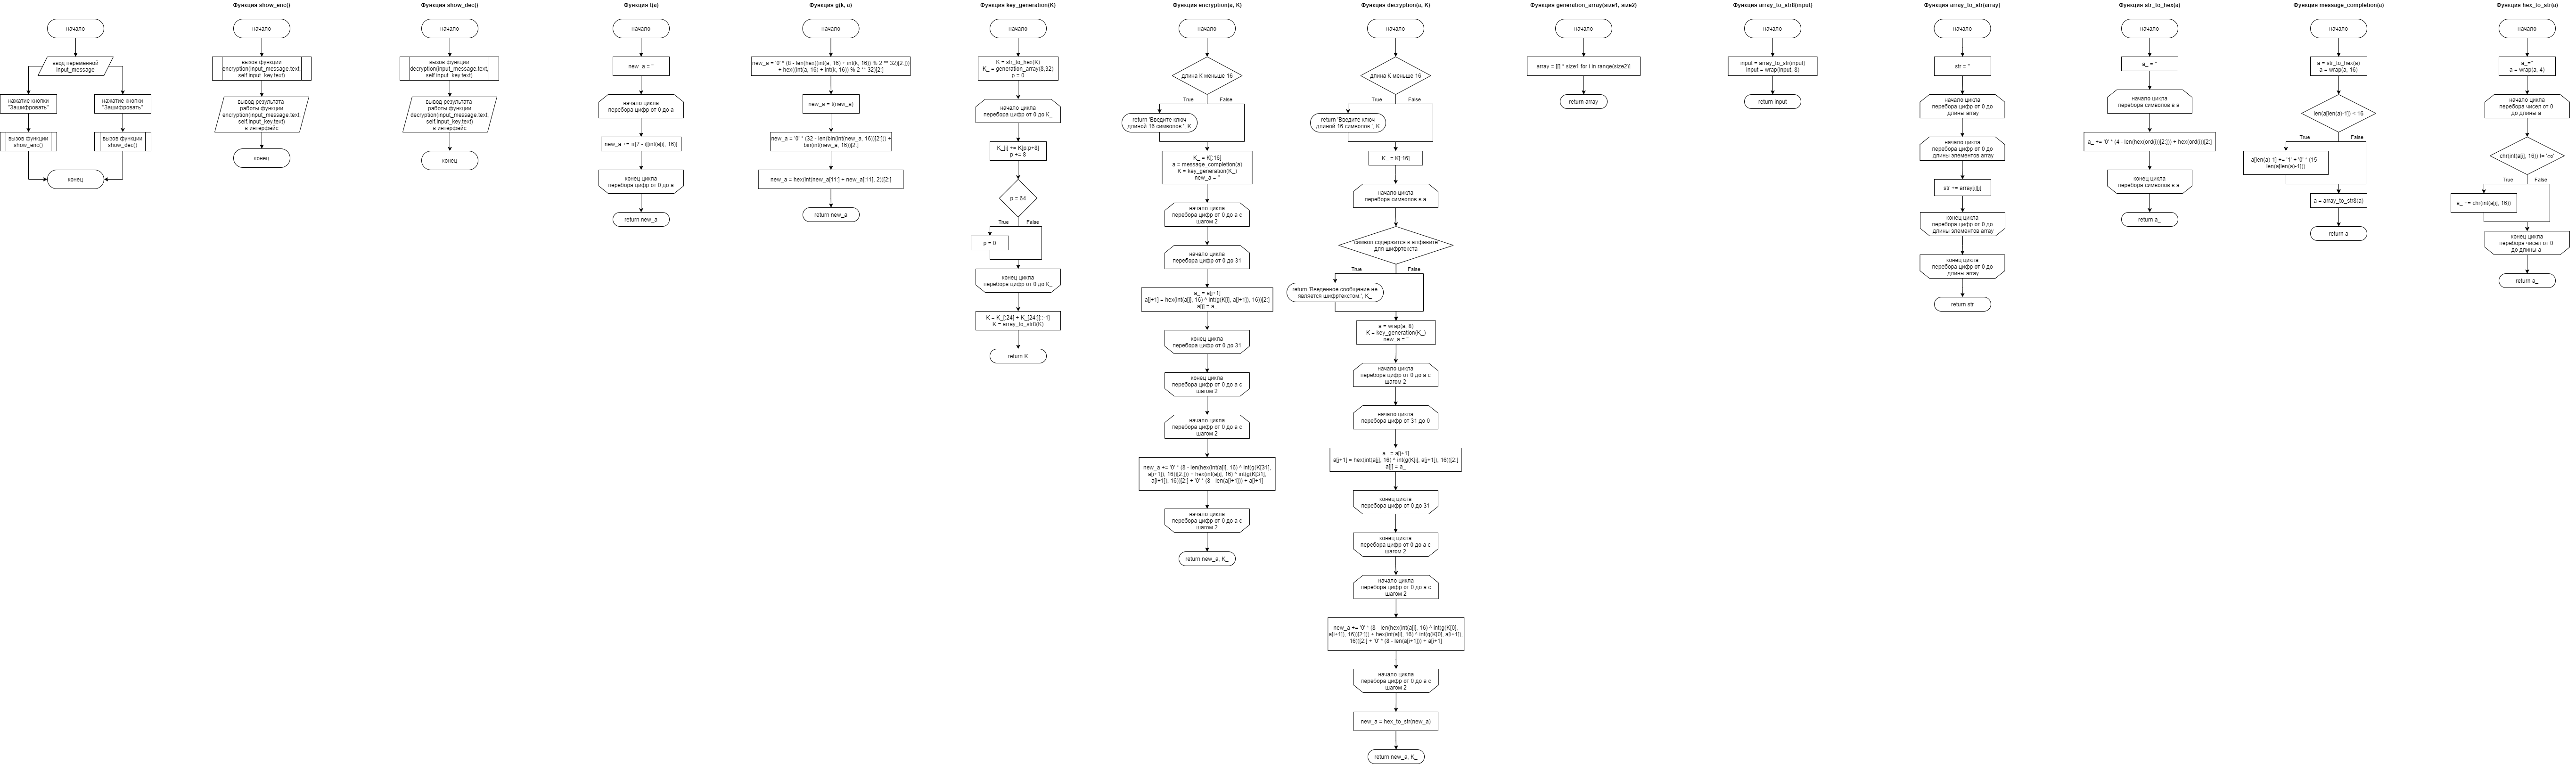 начало
ввод переменной
input_message
нажатие кнопки
"Зашифровать"
нажатие кнопки
"Зашифровать"
вызов функции
show_enc()
вызов функции
show_dec()
конец
Функция show_enc()
начало
вызов функции
encryption(input_message.text,
self.input_key.text)
вывод результата
работы функции
encryption(input_message.text,
self.input_key.text)
в интерфейс
конец
Функция show_dec()
начало
вызов функции
decryption(input_message.text,
self.input_key.text)
вывод результата
работы функции
decryption(input_message.text,
self.input_key.text)
в интерфейс
конец
Функция t(a)
начало
new_a = ''
начало цикла
перебора цифр от 0 до a
new_a += π[7 - i][int(a[i], 16)]
конец цикла
перебора цифр от 0 до a
return new_a
Функция g(k, a)
начало
new_a = '0' * (8 - len(hex((int(a, 16) + int(k, 16)) % 2 ** 32)[2:]))
+ hex((int(a, 16) + int(k, 16)) % 2 ** 32)[2:]
new_a = t(new_a)
new_a = '0' * (32 - len(bin(int(new_a, 16))[2:])) +
bin(int(new_a, 16))[2:]
new_a = hex(int(new_a[11:] + new_a[:11], 2))[2:]
return new_a
Функция key_generation(K)
начало
K = str_to_hex(K)
K_ = generation_array(8,32)
p = 0
начало цикла
перебора цифр от 0 до K_
K_[i] += K[p:p+8]
p += 8
p = 64
True
False
p = 0
конец цикла
перебора цифр от 0 до K_
K = K_[:24] + K_[24:][::-1]
K = array_to_str8(K)
return K
Функция encryption(a, K)
начало
длина K меньше 16
True
False
return 'Введите ключ
длиной 16 символов.', K
K_ = K[:16]
a = message_completion(a)
K = key_generation(K_)
new_a = ''
начало цикла
перебора цифр от 0 до a с
шагом 2
начало цикла
перебора цифр от 0 до 31
a_ = a[j+1]
a[j+1] = hex(int(a[j], 16) ^ int(g(K[i], a[j+1]), 16))[2:]
a[j] = a_
конец цикла
перебора цифр от 0 до 31
конец цикла
перебора цифр от 0 до a с
шагом 2
начало цикла
перебора цифр от 0 до a с
шагом 2
new_a += '0' * (8 - len(hex(int(a[i], 16) ^ int(g(K[31],
a[i+1]), 16))[2:])) + hex(int(a[i], 16) ^ int(g(K[31],
a[i+1]), 16))[2:] + '0' * (8 - len(a[i+1])) + a[i+1]
начало цикла
перебора цифр от 0 до a с
шагом 2
return new_a, K_
Функция decryption(a, K)
начало
длина K меньше 16
True
False
return 'Введите ключ
длиной 16 символов.', K
K_ = K[:16]
начало цикла
перебора символов в a
символ содержится в алфавите
для шифртекста
True
False
return 'Введенное сообщение не
является шифртекстом.', K_
a = wrap(a, 8)
K = key_generation(K_)
new_a = ''
начало цикла
перебора цифр от 0 до a с
шагом 2
начало цикла
перебора цифр от 31 до 0
a_ = a[j+1]
a[j+1] = hex(int(a[j], 16) ^ int(g(K[i], a[j+1]), 16))[2:]
a[j] = a_
конец цикла
перебора цифр от 0 до 31
конец цикла
перебора цифр от 0 до a с
шагом 2
начало цикла
перебора цифр от 0 до a с
шагом 2
new_a += '0' * (8 - len(hex(int(a[i], 16) ^ int(g(K[0],
a[i+1]), 16))[2:])) + hex(int(a[i], 16) ^ int(g(K[0], a[i+1]),
16))[2:] + '0' * (8 - len(a[i+1])) + a[i+1]
начало цикла
перебора цифр от 0 до a с
шагом 2
new_a = hex_to_str(new_a)
return new_a, K_
Функция generation_array(size1, size2)
начало
array = [[] * size1 for i in range(size2)]
return array
Функция array_to_str8(input)
начало
input = array_to_str(input)
input = wrap(input, 8)
return input
Функция array_to_str(array)
начало
str = ''
начало цикла
перебора цифр от 0 до
длины array
начало цикла
перебора цифр от 0 до
длины элементов array
str += array[i][j]
конец цикла
перебора цифр от 0 до
длины элементов array
конец цикла
перебора цифр от 0 до
длины array
return str
Функция str_to_hex(a)
начало
a_ = ''
начало цикла
перебора символов в a
a_ += '0' * (4 - len(hex(ord(i))[2:])) + hex(ord(i))[2:]
конец цикла
перебора символов в a
return a_
Функция message_completion(a)
начало
a = str_to_hex(a)
a = wrap(a, 16)
len(a[len(a)-1]) < 16
True
False
a[len(a)-1] += '1' + '0' * (15 -
len(a[len(a)-1]))
a = array_to_str8(a)
return a
Функция hex_to_str(a)
начало
a_=''
a = wrap(a, 4)
начало цикла
перебора чисел от 0
до длины a
True
False
a_ += chr(int(a[i], 16))
конец цикла
перебора чисел от 0
до длины a
return a_